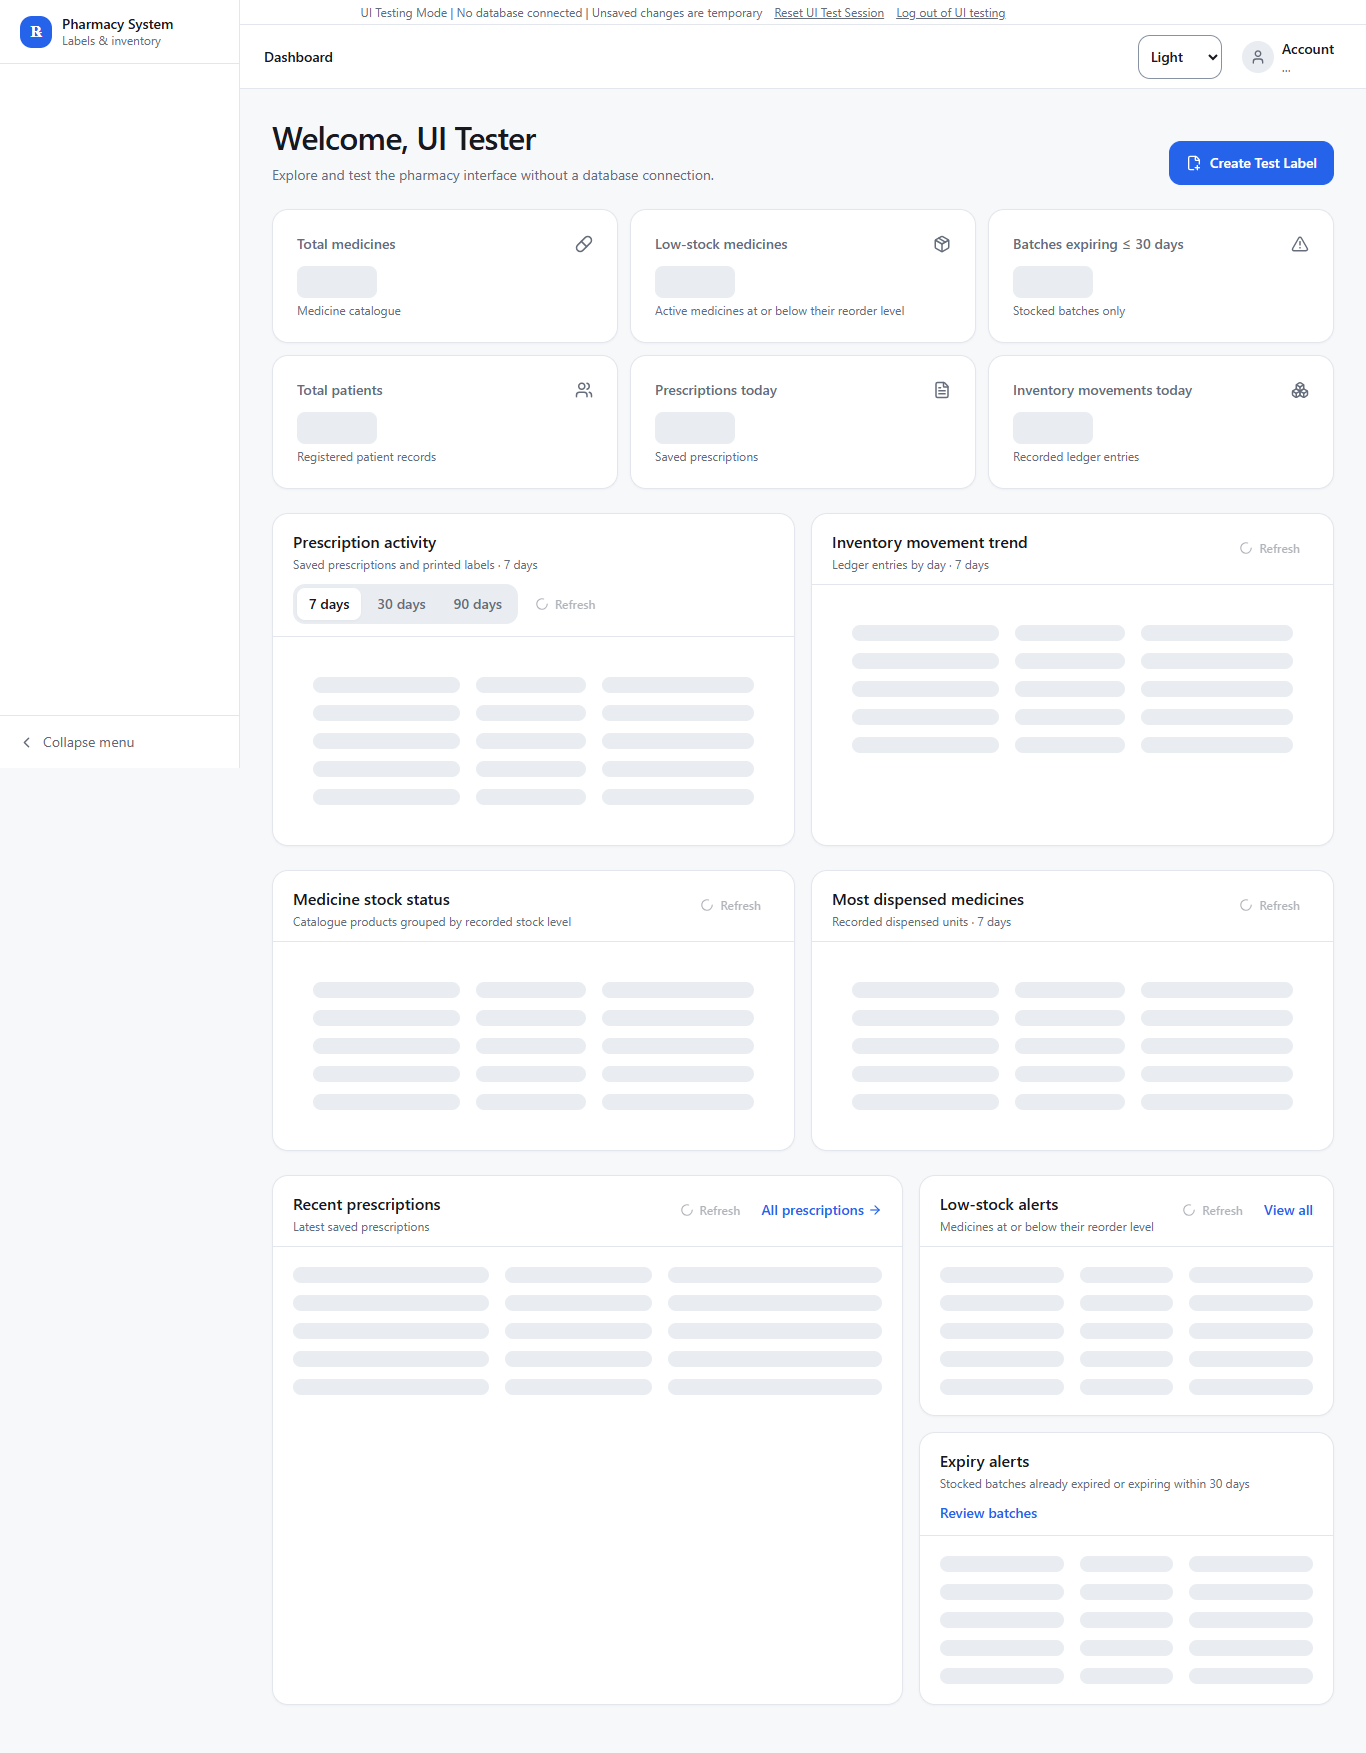 Pharmacy System
Labels & inventory
UI Testing Mode | No database connected | Unsaved changes are temporary Reset UI Test Session Log out of UI testing
Dashboard
Light
Account
...
Welcome, UI Tester
Explore and test the pharmacy interface without a database connection.
Create Test Label
Total medicines
Medicine catalogue
Low-stock medicines
Active medicines at or below their reorder level
Batches expiring ≤ 30 days
Stocked batches only
Total patients
Registered patient records
Prescriptions today
Saved prescriptions
Inventory movements today
Recorded ledger entries
Prescription activity
Saved prescriptions and printed labels · 7 days
7 days 30 days 90 days Refresh
Inventory movement trend
Ledger entries by day · 7 days
Refresh
Collapse menu
Medicine stock status
Catalogue products grouped by recorded stock level
Refresh
Most dispensed medicines
Recorded dispensed units · 7 days
Refresh
Recent prescriptions
Latest saved prescriptions
Refresh All prescriptions →
Low-stock alerts
Medicines at or below their reorder level
Refresh View all
Expiry alerts
Stocked batches already expired or expiring within 30 days
Review batches